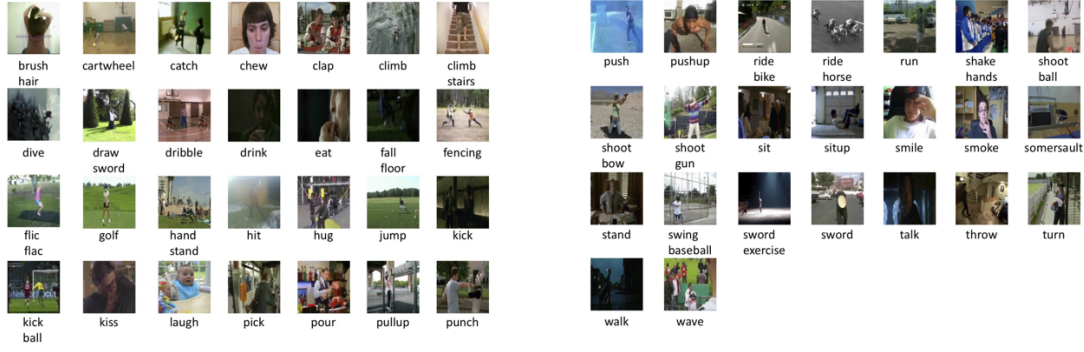 brush hair
cartwheel
catch
chew
clap
climb
climb stairs
dive
draw sword
dribble
drink
eat
fall floor
fencing
flic flac
golf
hand stand
hit
hug
jump
kick
kick ball
kiss
laugh
pick
pour
pullup
punch
push
pushup
ride bike
ride horse
run
shake hands
shoot ball
shoot bow
shoot gun
sit
situp
smile
smoke
somersault
stand
swing baseball
sword exercise
sword
talk
throw
turn
walk
wave